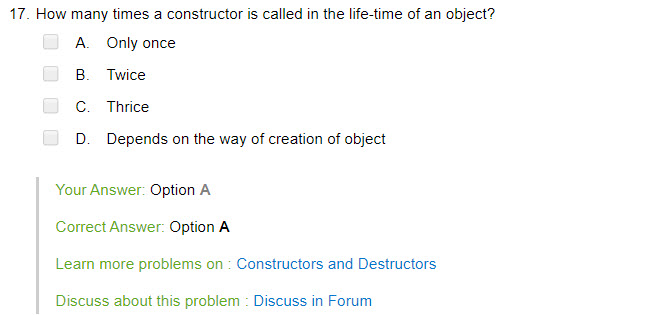 17. How many times a constructor is called in the life-time of an object?
A. Only once
B. Twice
C. Thrice
D. Depends on the way of creation of object
Your Answer: Option A
Correct Answer: Option A
Learn more problems on : Constructors and Destructors
Discuss about this problem : Discuss in Forum